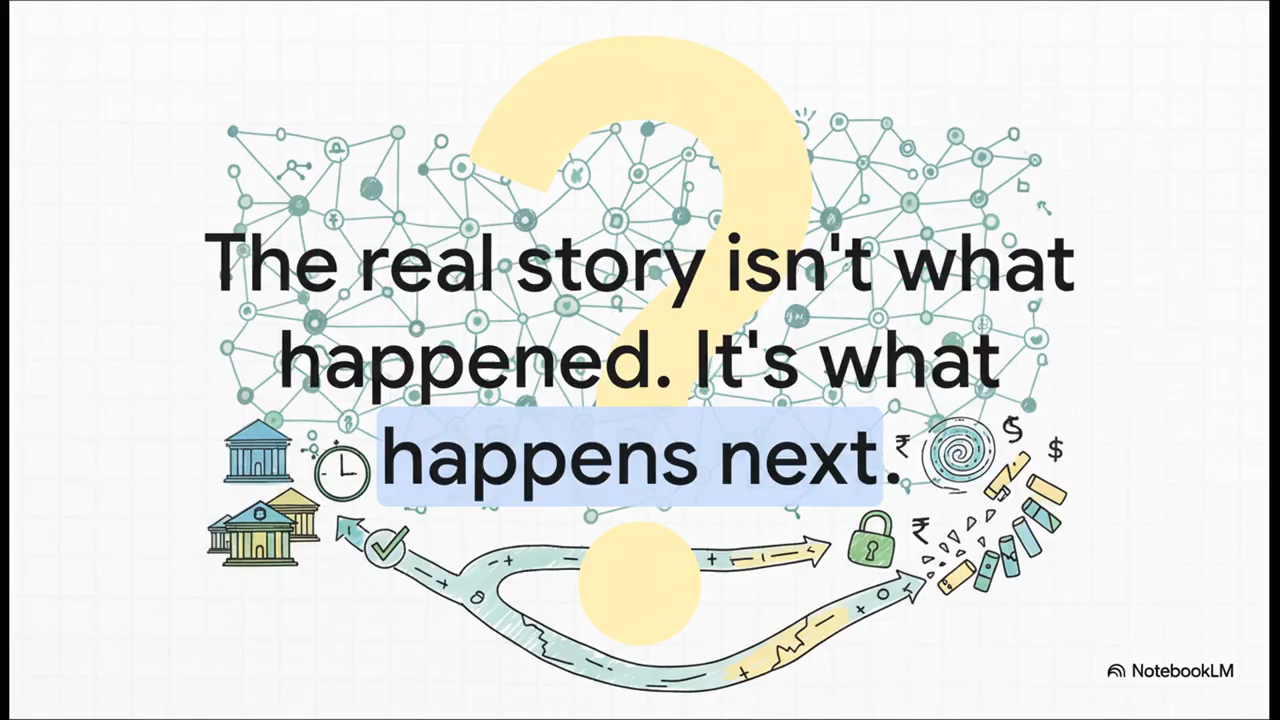 The real story isn't what
happened. It's what
happens next.
₹
$
$
₹
NotebookLM